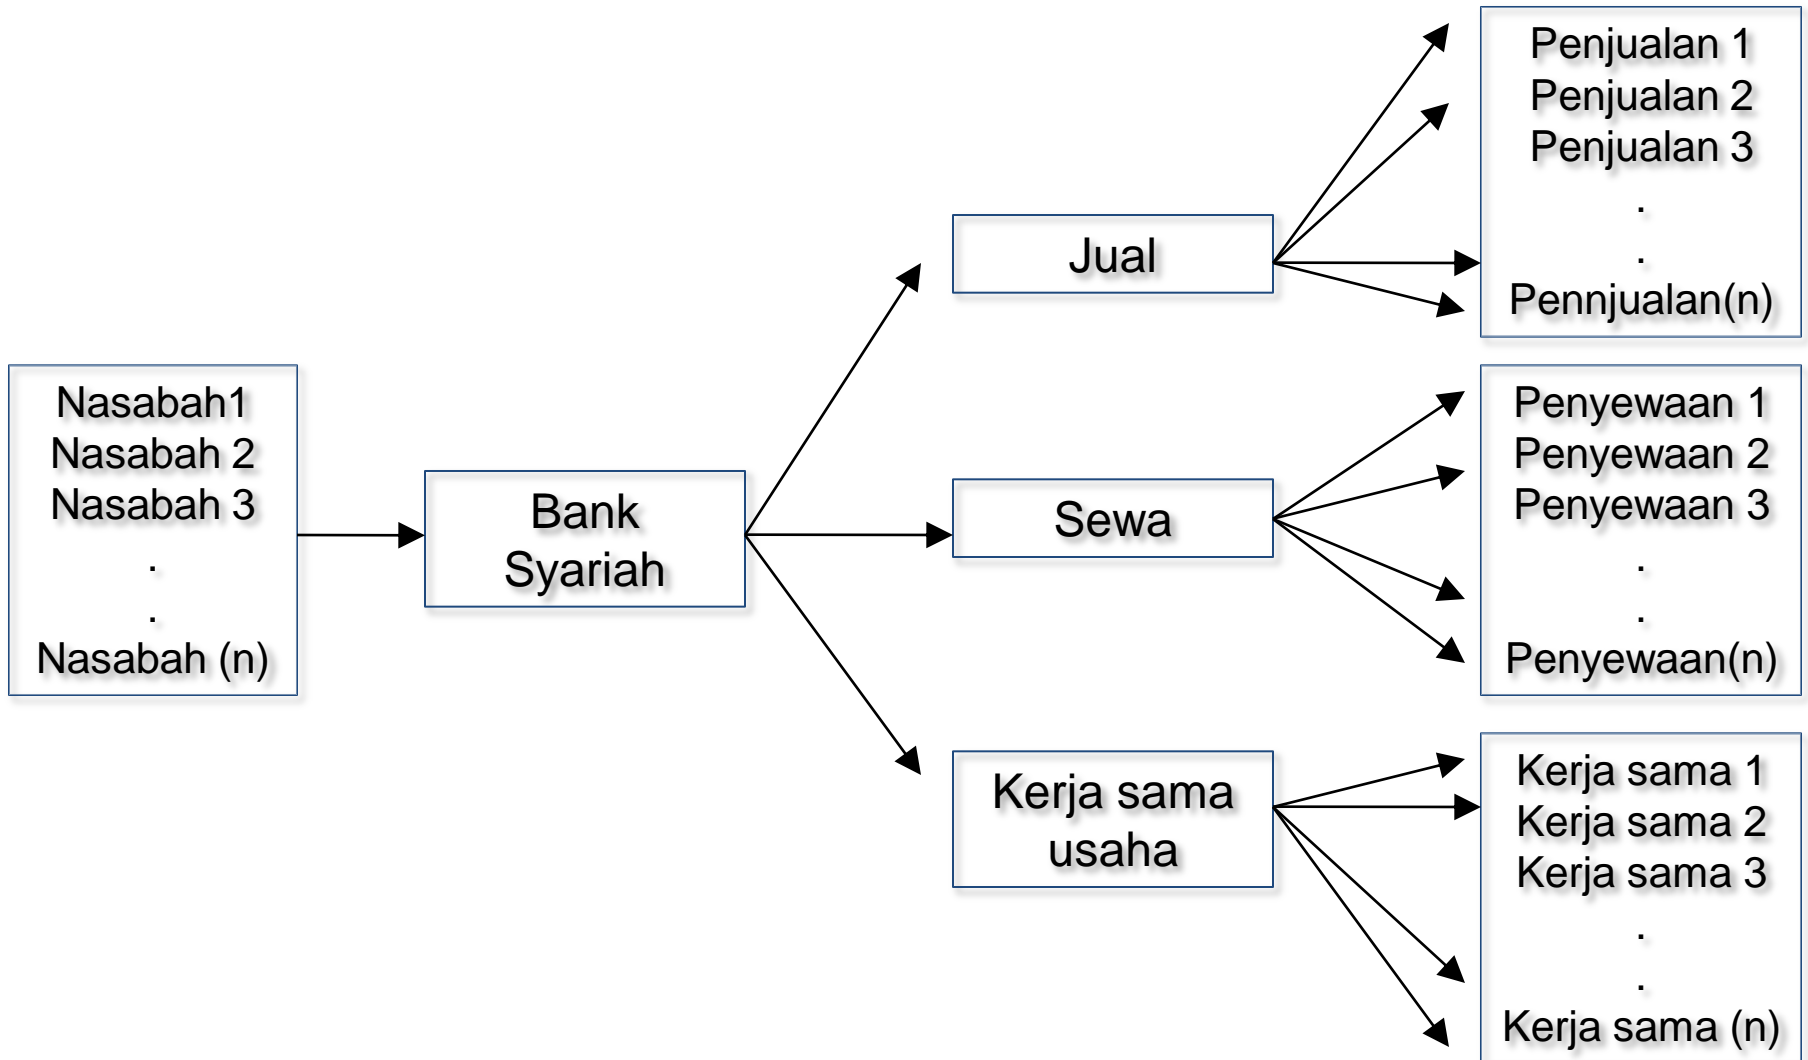 Nasabah1
Nasabah 2
Nasabah 3
.
.
Nasabah (n)
Bank
Syariah
Jual
Sewa
Kerja sama
usaha
Penjualan 1
Penjualan 2
Penjualan 3
.
.
Pennjualan(n)
Penyewaan 1
Penyewaan 2
Penyewaan 3
.
.
Penyewaan(n)
Kerja sama 1
Kerja sama 2
Kerja sama 3
.
.
Kerja sama (n)